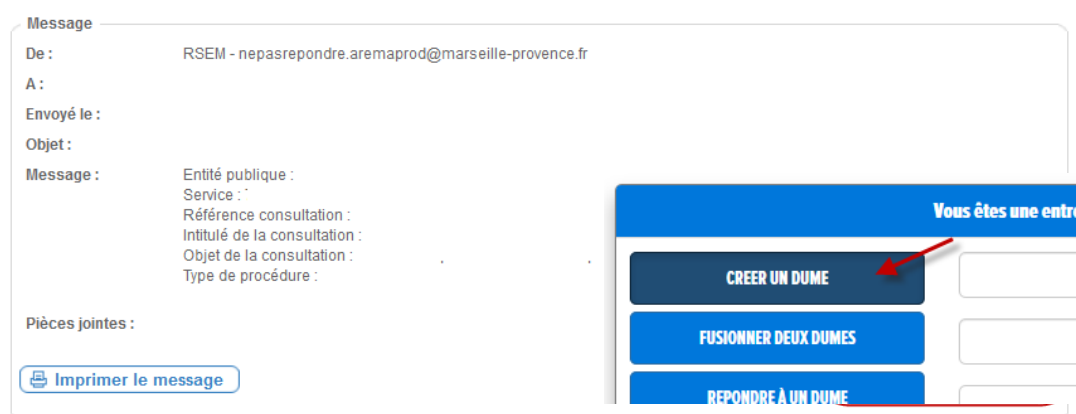 Message
De : RSEM - nepasrepondre.aremaprod@marseille-provence.fr
A :
Envoyé le :
Objet :
Message : Entité publique :
Service :
Référence consultation :
Intitulé de la consultation :
Objet de la consultation :
Type de procédure :
Pièces jointes :
Imprimer le message
Vous êtes une entre
CREER UN DUME
FUSIONNER DEUX DUMES
REPONDRE À UN DUME